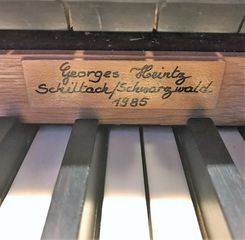 Georges Heintz
Schiltach/Schwarzwald
1985